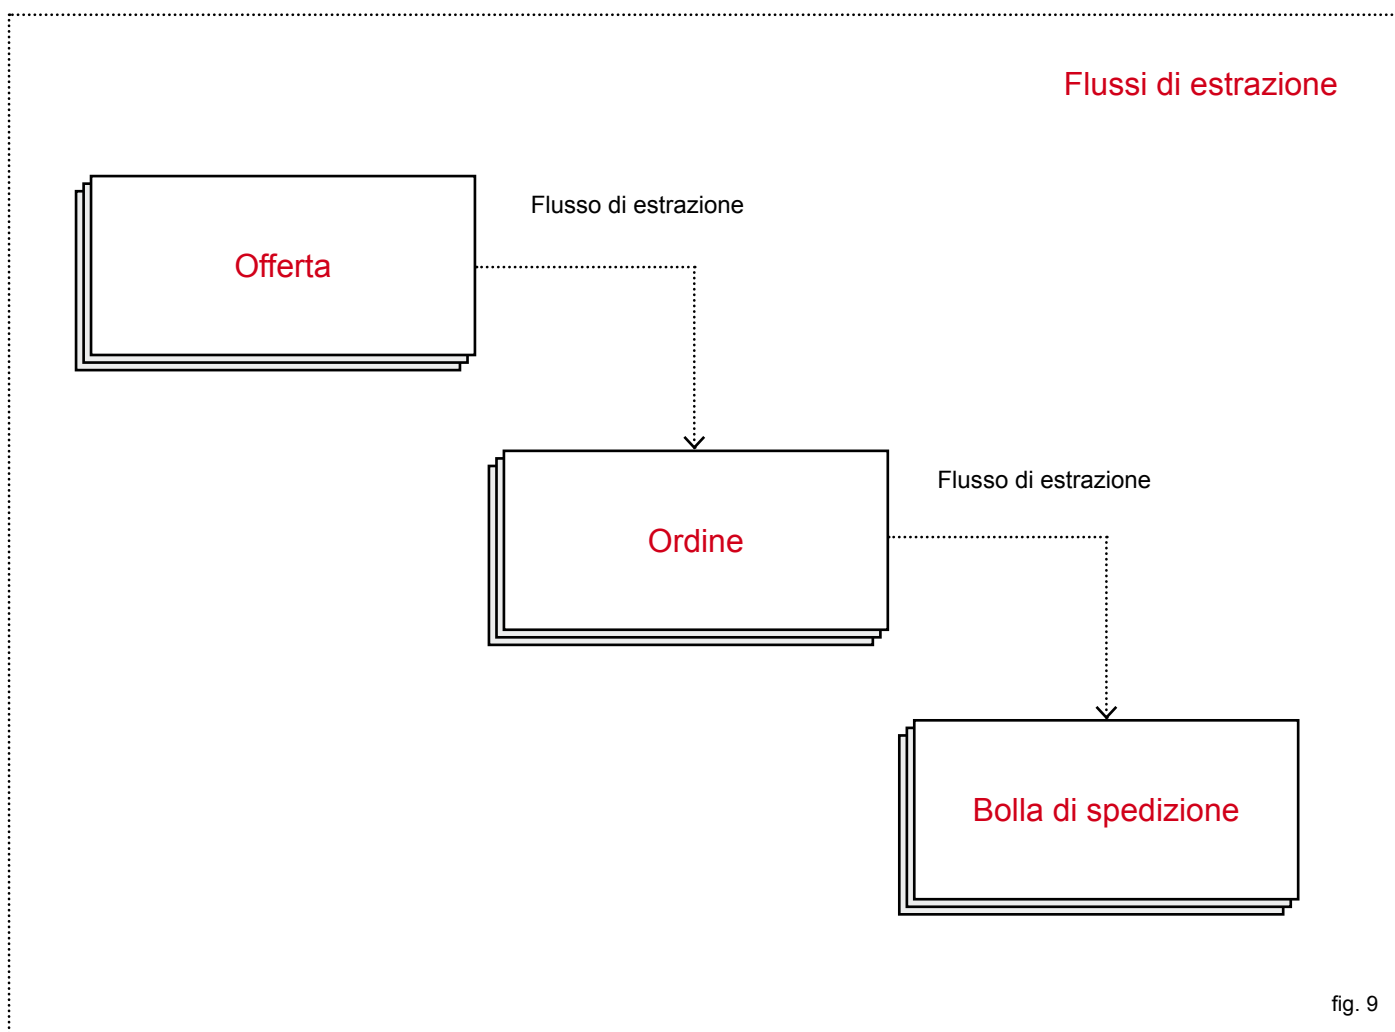 Flussi di estrazione
Flusso di estrazione
Offerta
Flusso di estrazione
Ordine
Bolla di spedizione
fig. 9